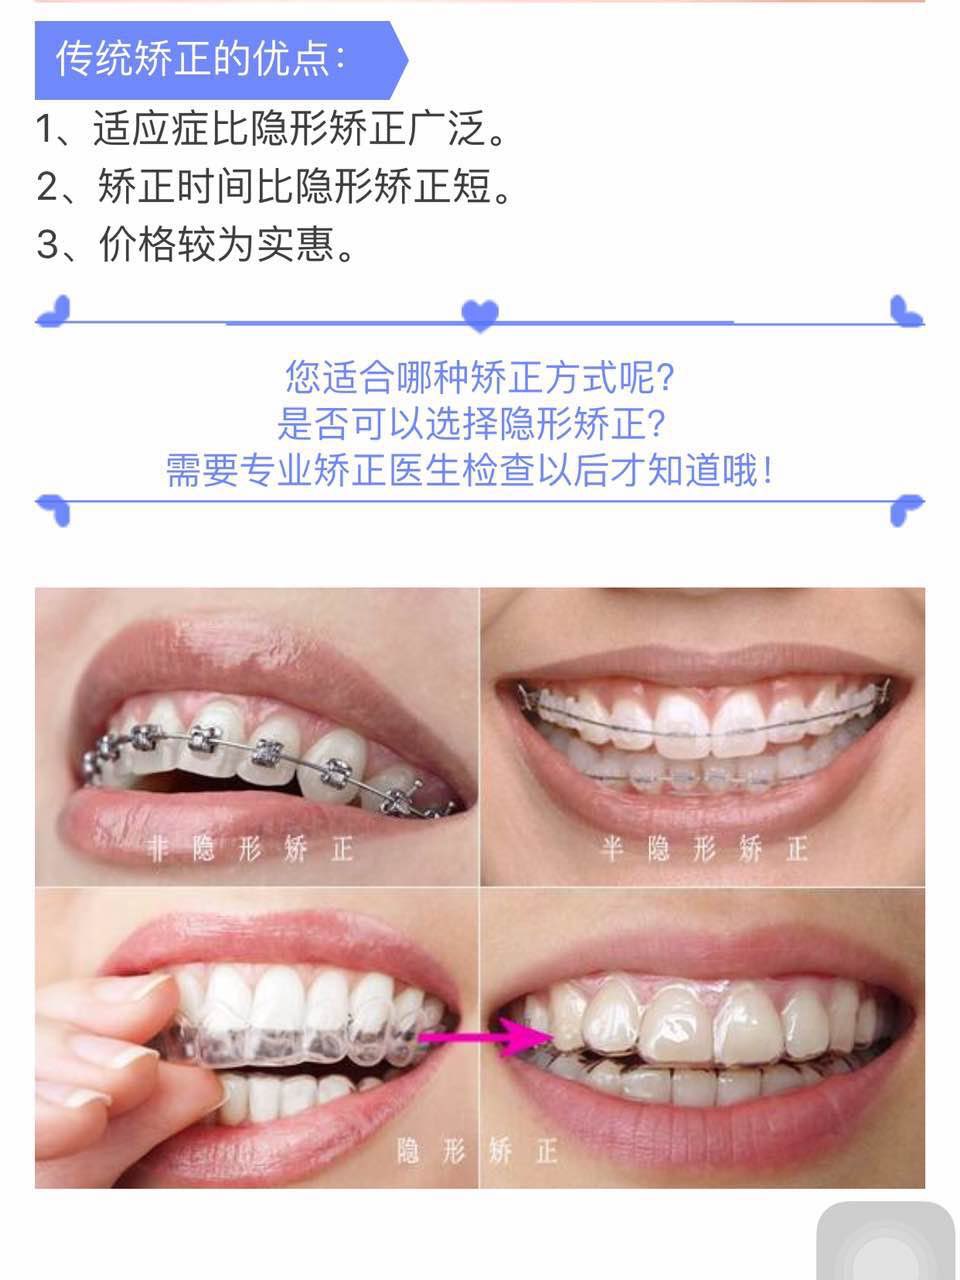 传统矫正的优点：
1、适应症比隐形矫正广泛。
2、矫正时间比隐形矫正短。
3、价格较为实惠。
您适合哪种矫正方式呢?
是否可以选择隐形矫正?
需要专业矫正医生检查以后才知道哦!
非隐形矫正
半隐形矫正
隐形矫正